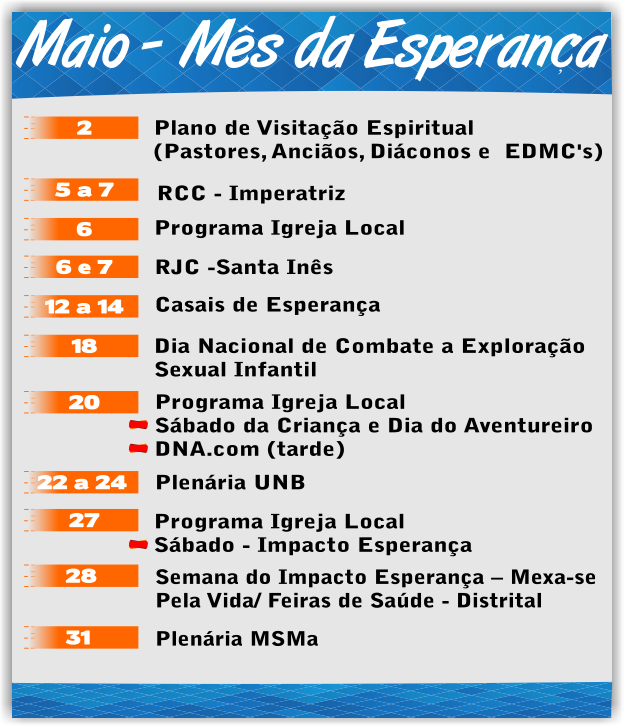 Maio - Mês da Esperança
2 Plano de Visitação Espiritual
(Pastores, Anciãos, Diáconos e EDMC's)
5 a 7 RCC - Imperatriz
6 Programa Igreja Local
6 e 7 RJC -Santa Inês
12 a 14 Casais de Esperança
18 Dia Nacional de Combate a Exploração
Sexual Infantil
20 Programa Igreja Local
Sábado da Criança e Dia do Aventureiro
DNA.com (tarde)
22 a 24 Plenária UNB
27 Programa Igreja Local
Sábado - Impacto Esperança
28 Semana do Impacto Esperança – Mexa-se
Pela Vida/ Feiras de Saúde - Distrital
31 Plenária MSMa